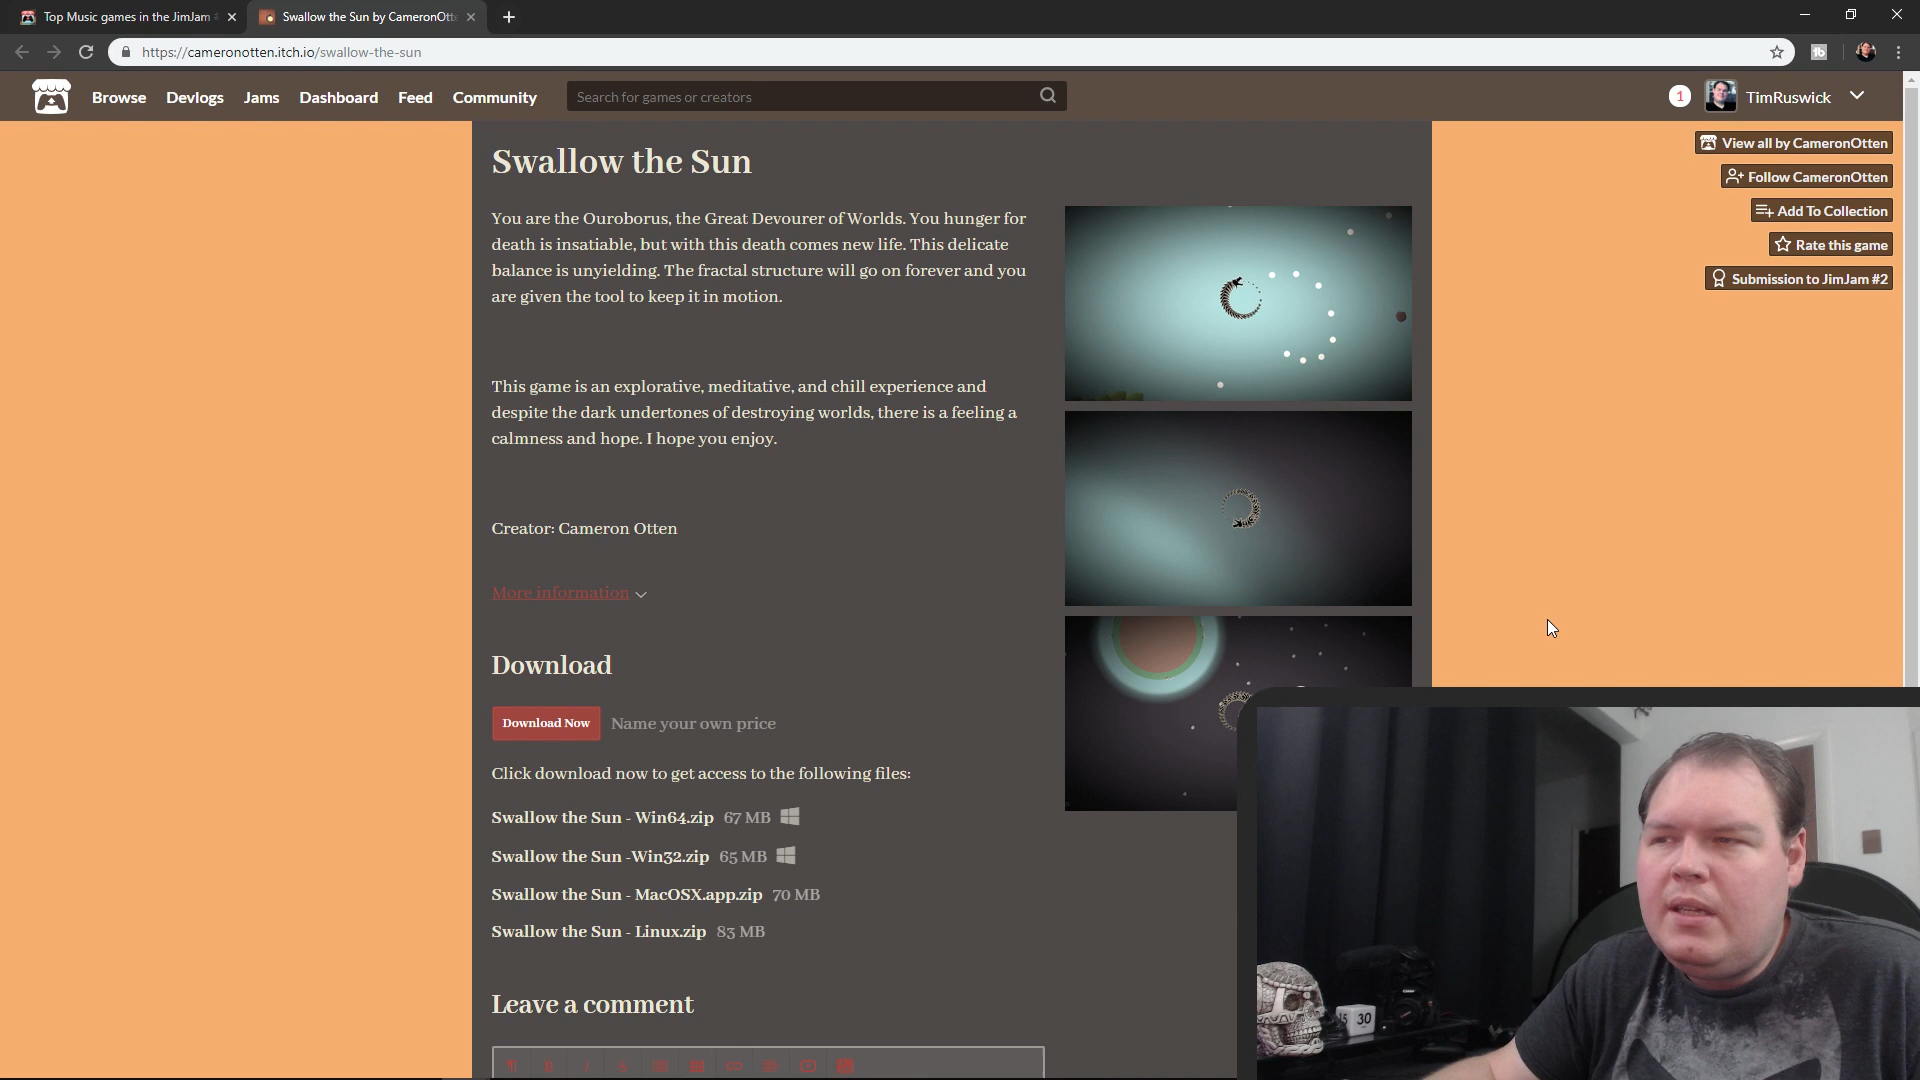 Top Music games in the JimJam
Swallow the Sun by CameronOtt
https://cameronotten.itch.io/swallow-the-sun
Browse Devlogs Jams Dashboard Feed Community
Search for games or creators
1 TimRuswick
View all by CameronOtten
Follow CameronOtten
Add To Collection
Rate this game
Submission to JimJam #2
Swallow the Sun
You are the Ouroborus, the Great Devourer of Worlds. You hunger for
death is insatiable, but with this death comes new life. This delicate
balance is unyielding. The fractal structure will go on forever and you
are given the tool to keep it in motion.
This game is an explorative, meditative, and chill experience and
despite the dark undertones of destroying worlds, there is a feeling a
calmness and hope. I hope you enjoy.
Creator: Cameron Otten
More information
Download
Download Now Name your own price
Click download now to get access to the following files:
Swallow the Sun - Win64.zip 67 MB
Swallow the Sun -Win32.zip 65 MB
Swallow the Sun - MacOSX.app.zip 70 MB
Swallow the Sun - Linux.zip 83 MB
Leave a comment
30